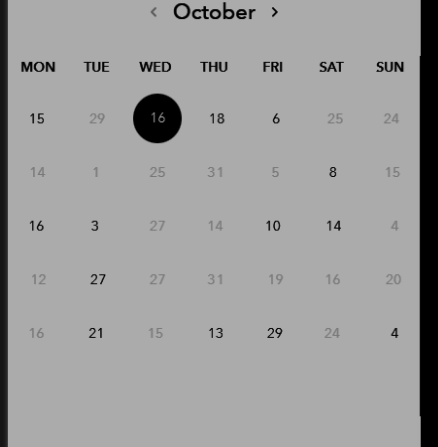 ‹ October ›
MON TUE WED THU FRI SAT SUN
15 29 16 18 6 25 24
14 1 25 31 5 8 15
16 3 27 14 10 14 4
12 27 27 31 19 16 20
16 21 15 13 29 24 4